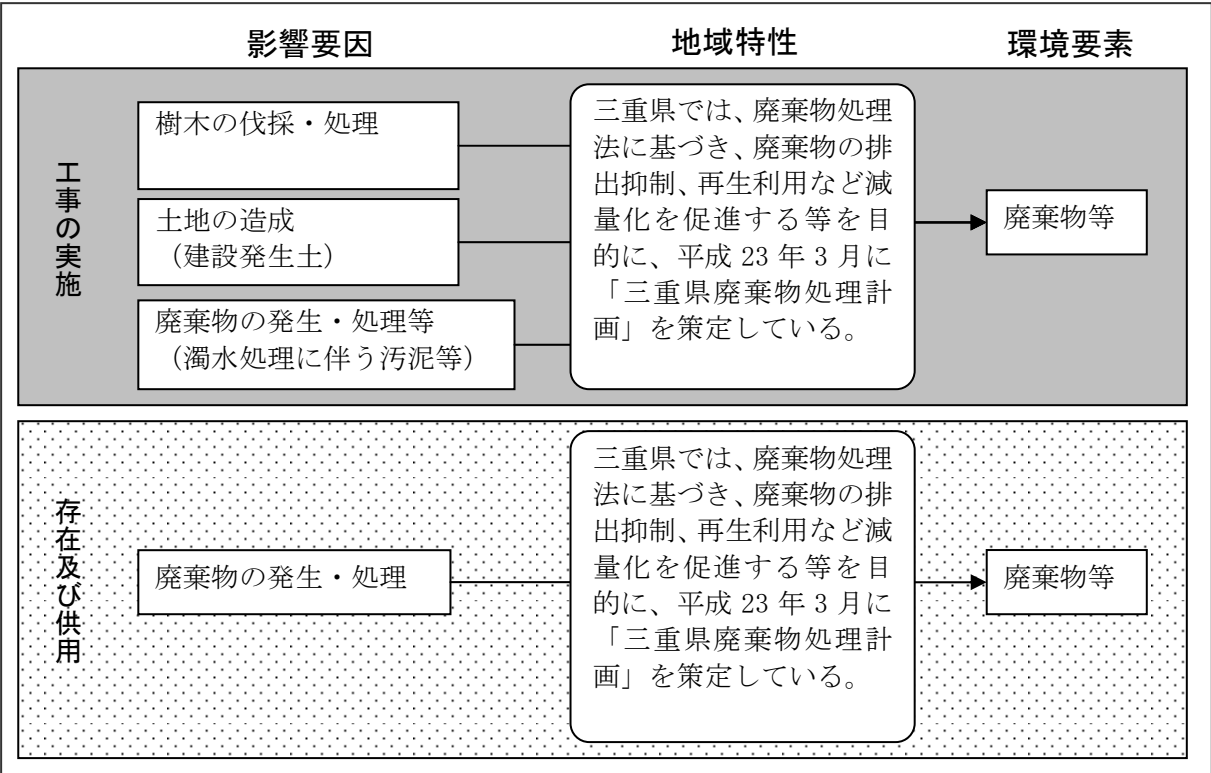 影響要因
地域特性
環境要素
工事の実施
樹木の伐採・処理
土地の造成
（建設発生土）
廃棄物の発生・処理等
（濁水処理に伴う汚泥等）
三重県では、廃棄物処理
法に基づき、廃棄物の排
出抑制、再生利用など減
量化を促進する等を目
的に、平成 23 年 3 月に
「三重県廃棄物処理計
画」を策定している。
廃棄物等
存在及び供用
廃棄物の発生・処理
三重県では、廃棄物処理
法に基づき、廃棄物の排
出抑制、再生利用など減
量化を促進する等を目
的に、平成 23 年 3 月に
「三重県廃棄物処理計
画」を策定している。
廃棄物等